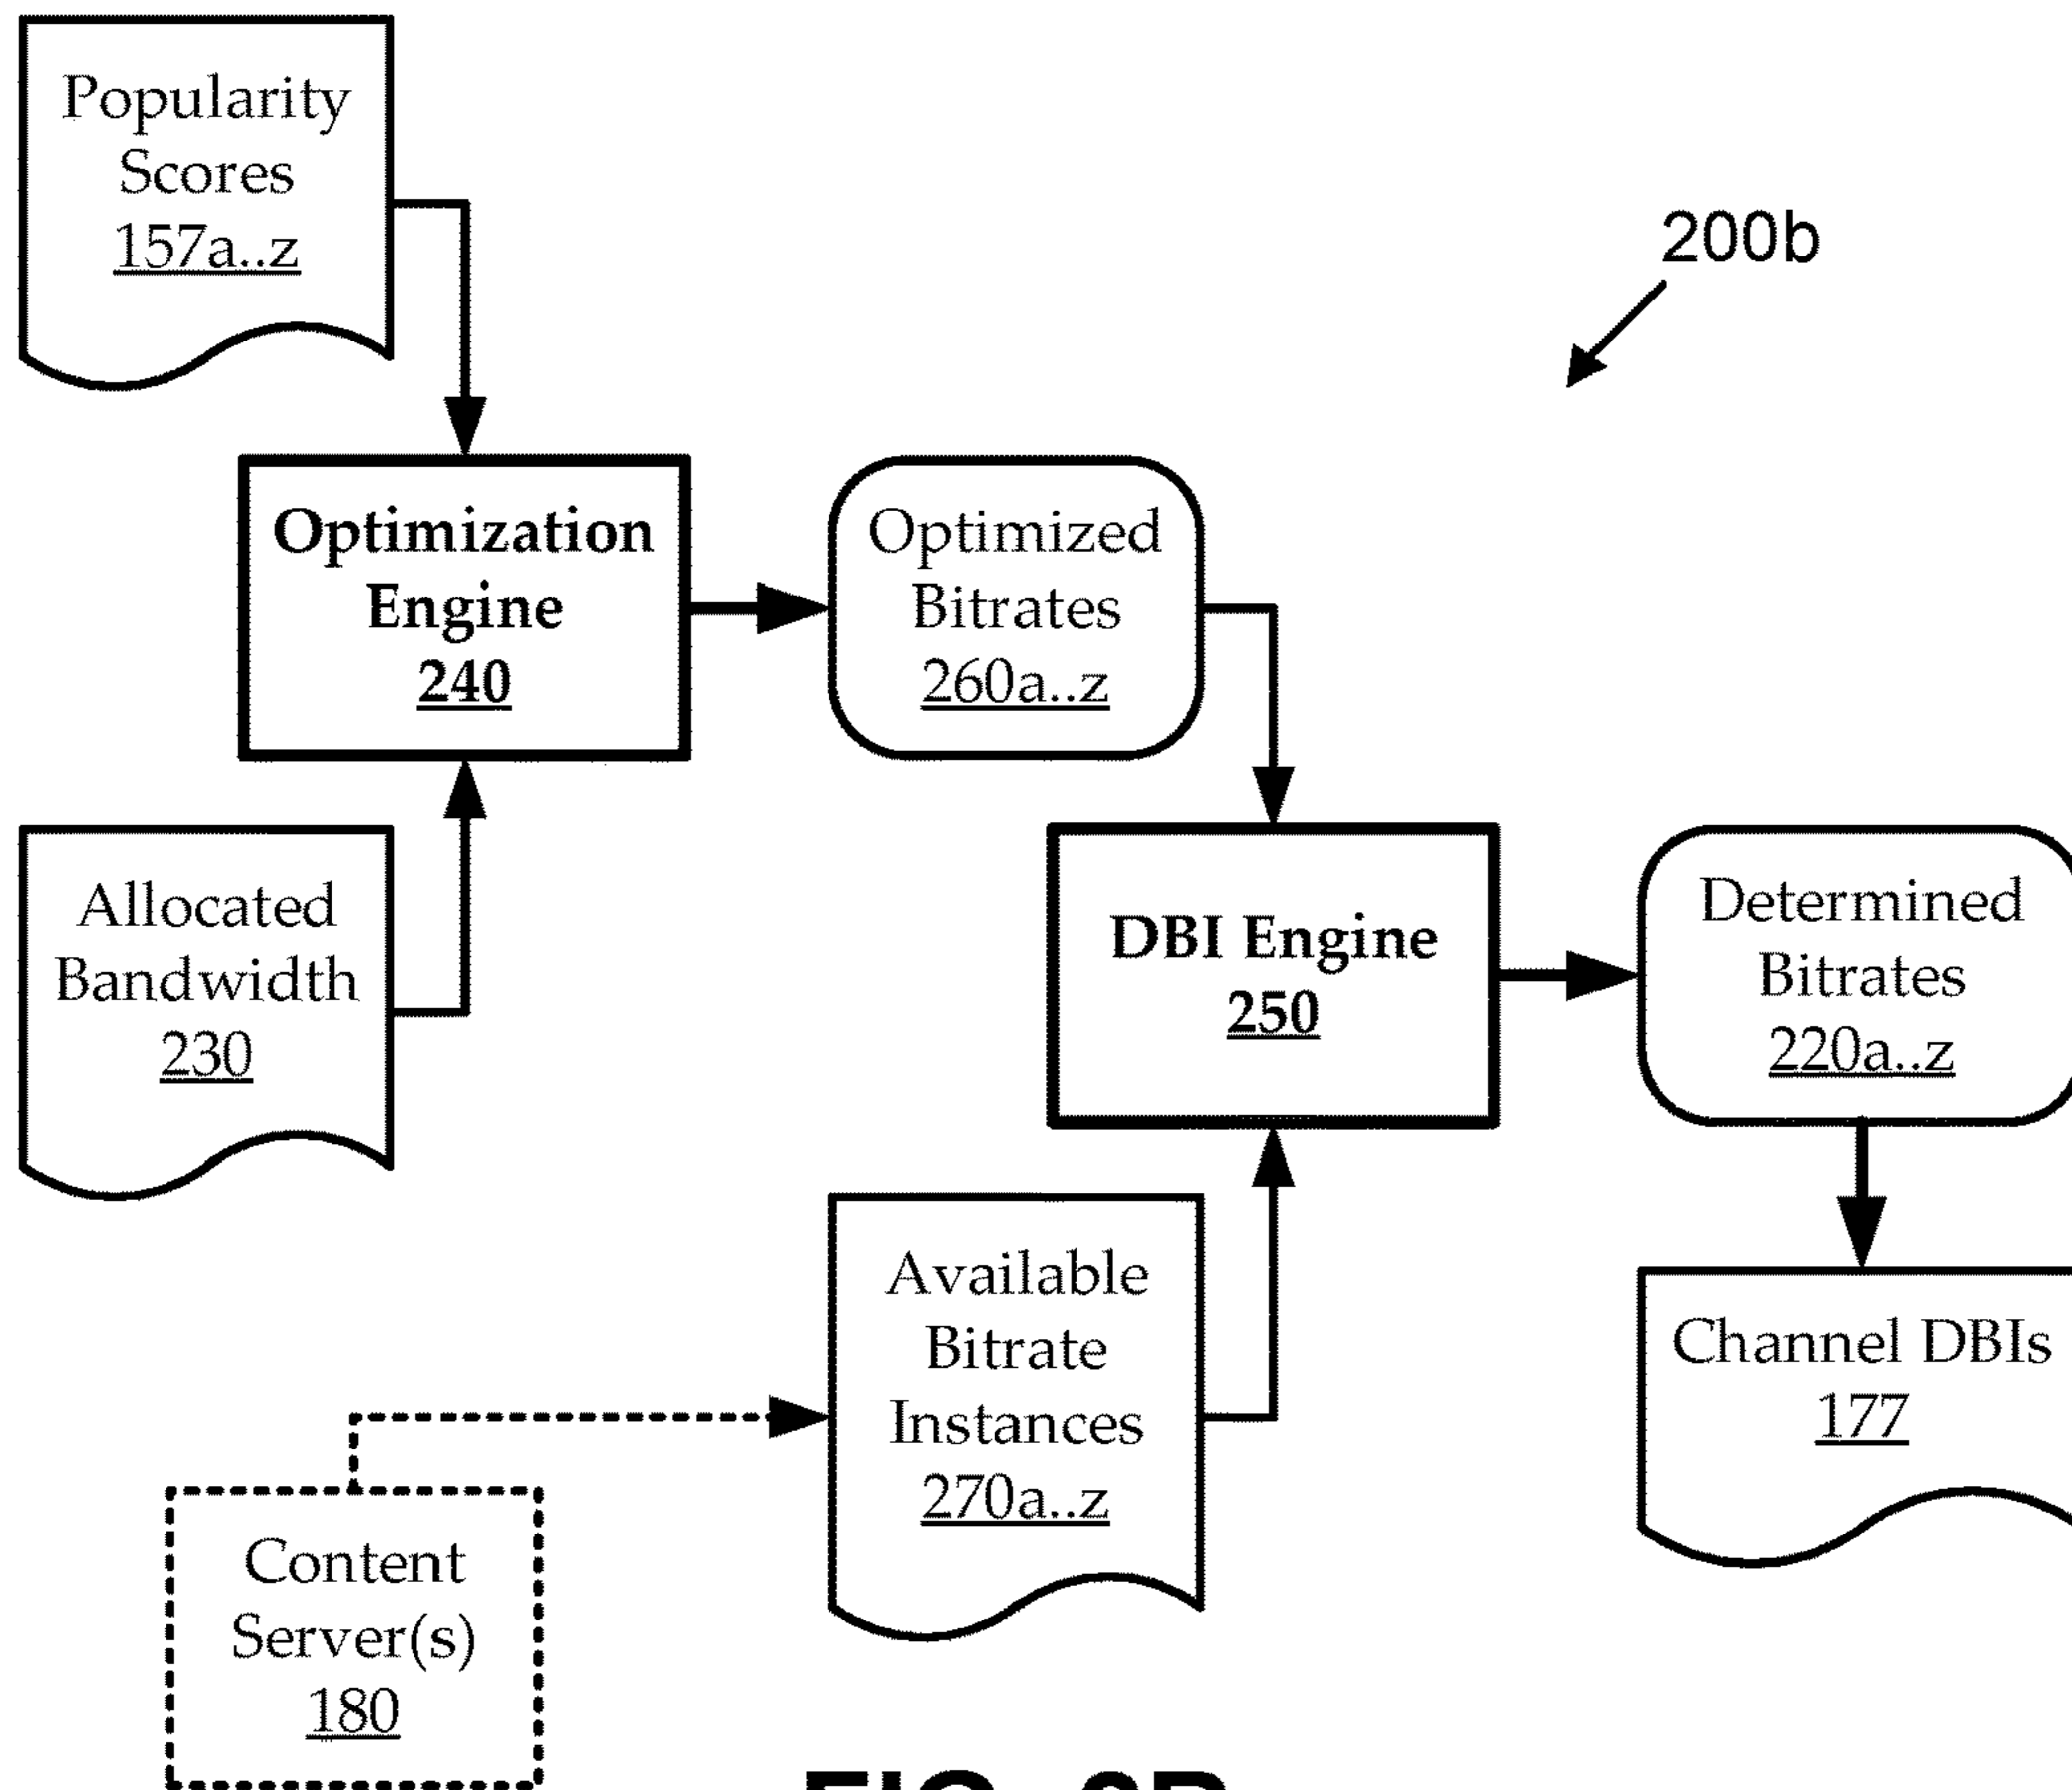 Popularity
Scores
157a..z
200b
Optimization
Engine
240
Optimized
Bitrates
260a..z
Allocated
Bandwidth
230
DBI Engine
250
Determined
Bitrates
220a..z
Available
Bitrate
Instances
270a..z
Channel DBIs
177
Content
Server(s)
180